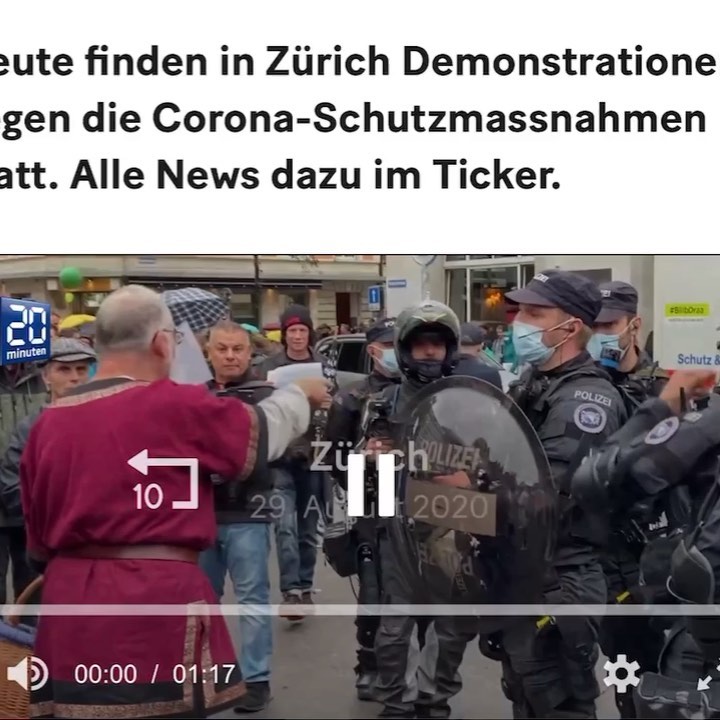 eute finden in Zürich Demonstratione
gen die Corona-Schutzmassnahmen
att. Alle News dazu im Ticker.
20
minuten
#BlibDraa
Schutz &
POLIZEI
POLIZEI
Zürich
29. August 2020
10
00:00 / 01:17